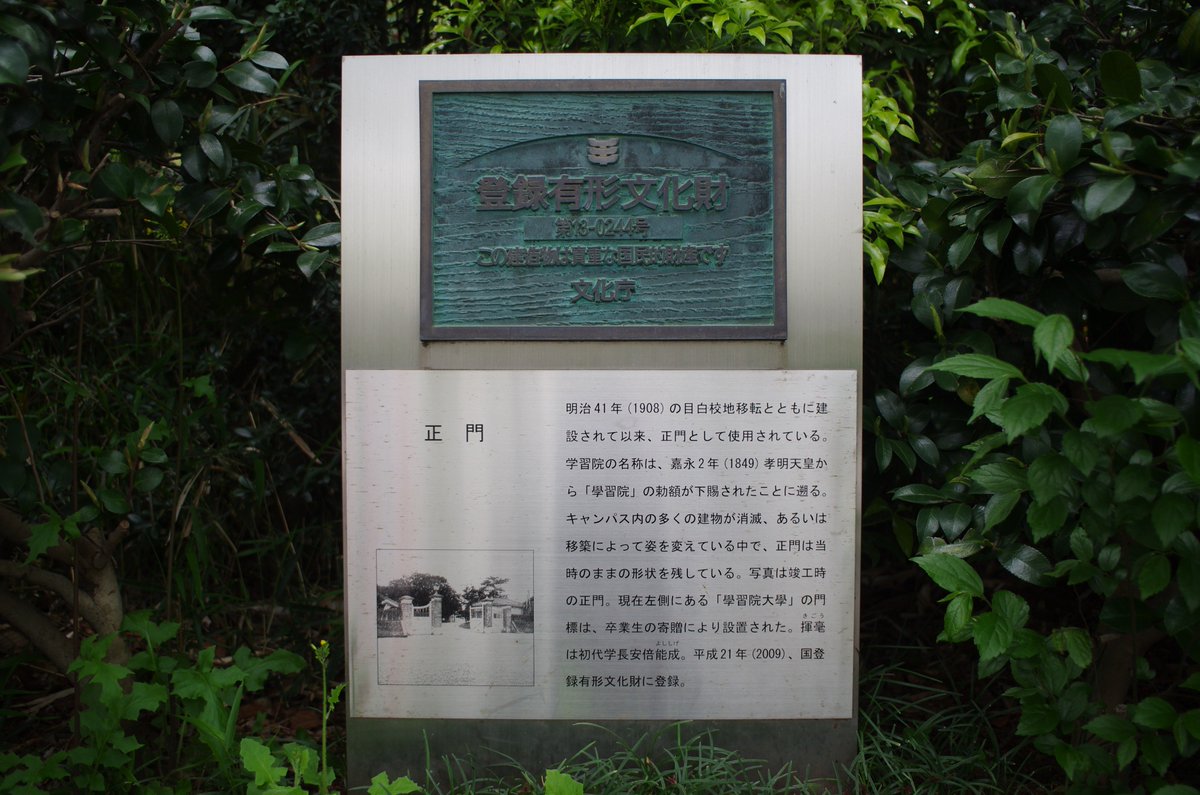 登録有形文化財
第13-0244号
この建造物は貴重な国民的財産です
文化庁
正門
明治41年(1908)の目白校地移転とともに建
設されて以来、正門として使用されている。
学習院の名称は、嘉永2年(1849)孝明天皇か
ら「學習院」の勅額が下賜されたことに遡る。
キャンパス内の多くの建物が消滅、あるいは
移築によって姿を変えている中で、正門は当
時のままの形状を残している。写真は竣工時
の正門。現在左側にある「學習院大學」の門
標は、卒業生の寄贈により設置された。揮毫
きごう
は初代学長安倍能成。平成21年(2009)、国登
よししげ
録有形文化財に登録。